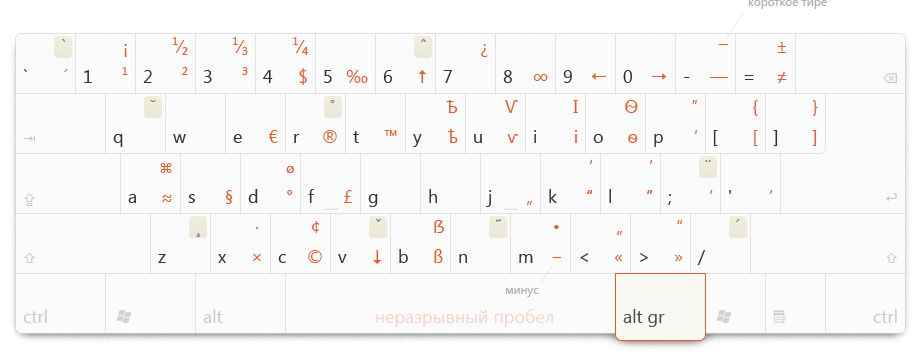 короткое тире
` ` ´
1 ¡ ¹
2 ½ ²
3 ⅓ ³
4 ¼ $
5 ‰
6 ˆ ↑
7 ¿
8 ∞
9 ←
0 →
- – —
= ± ≠
q ˘
w
e €
r ˚ ®
t ™
y Ѣ ѣ
u Ѵ ѵ
i І і
o Ѳ ѳ
p ″ ′
[ { [
] } ]
a ⌘ ≈
s §
d ø °
f £
g
h
j „
k ‘ “
l ’ ”
; ¨ ‘
' ’
z ¸
x · ×
c ¢ ©
v ˇ ↓
b ẞ ß
n ˜
m • −
< „ «
> “ »
/ ´
минус
ctrl alt неразрывный пробел alt gr ctrl